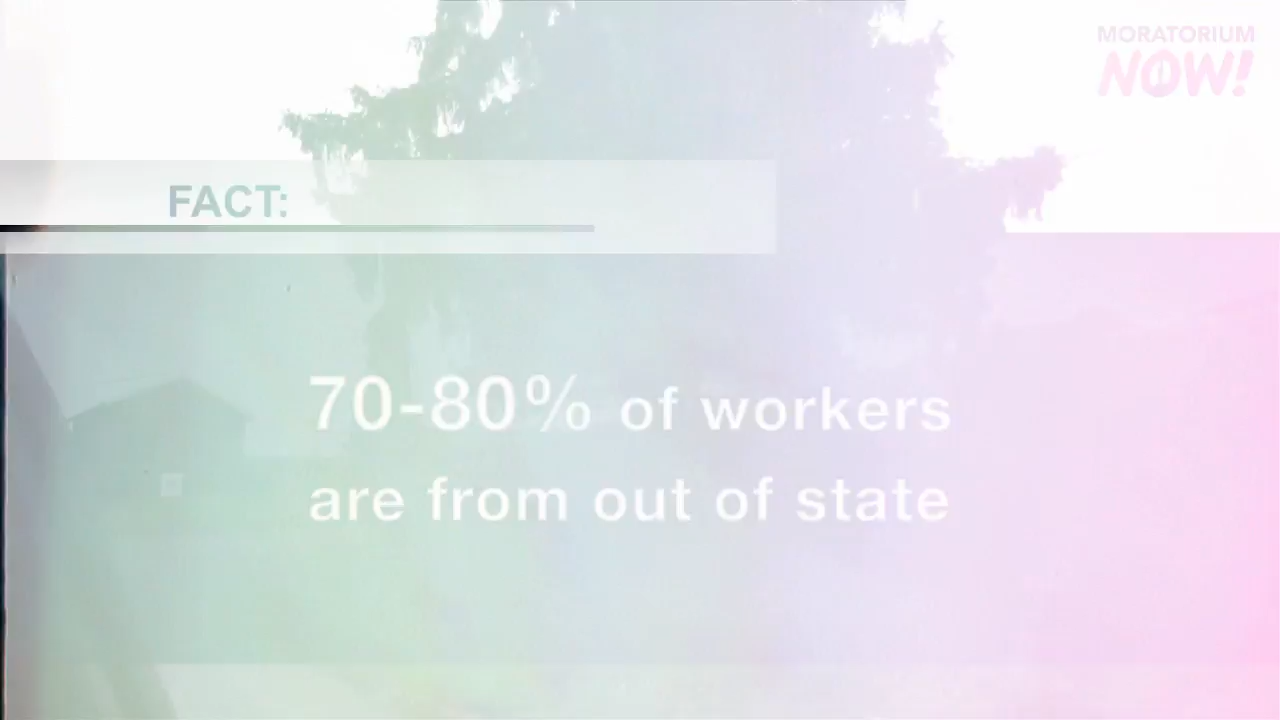 MORATORIUM
NOW!
FACT:
70-80% of workers
are from out of state